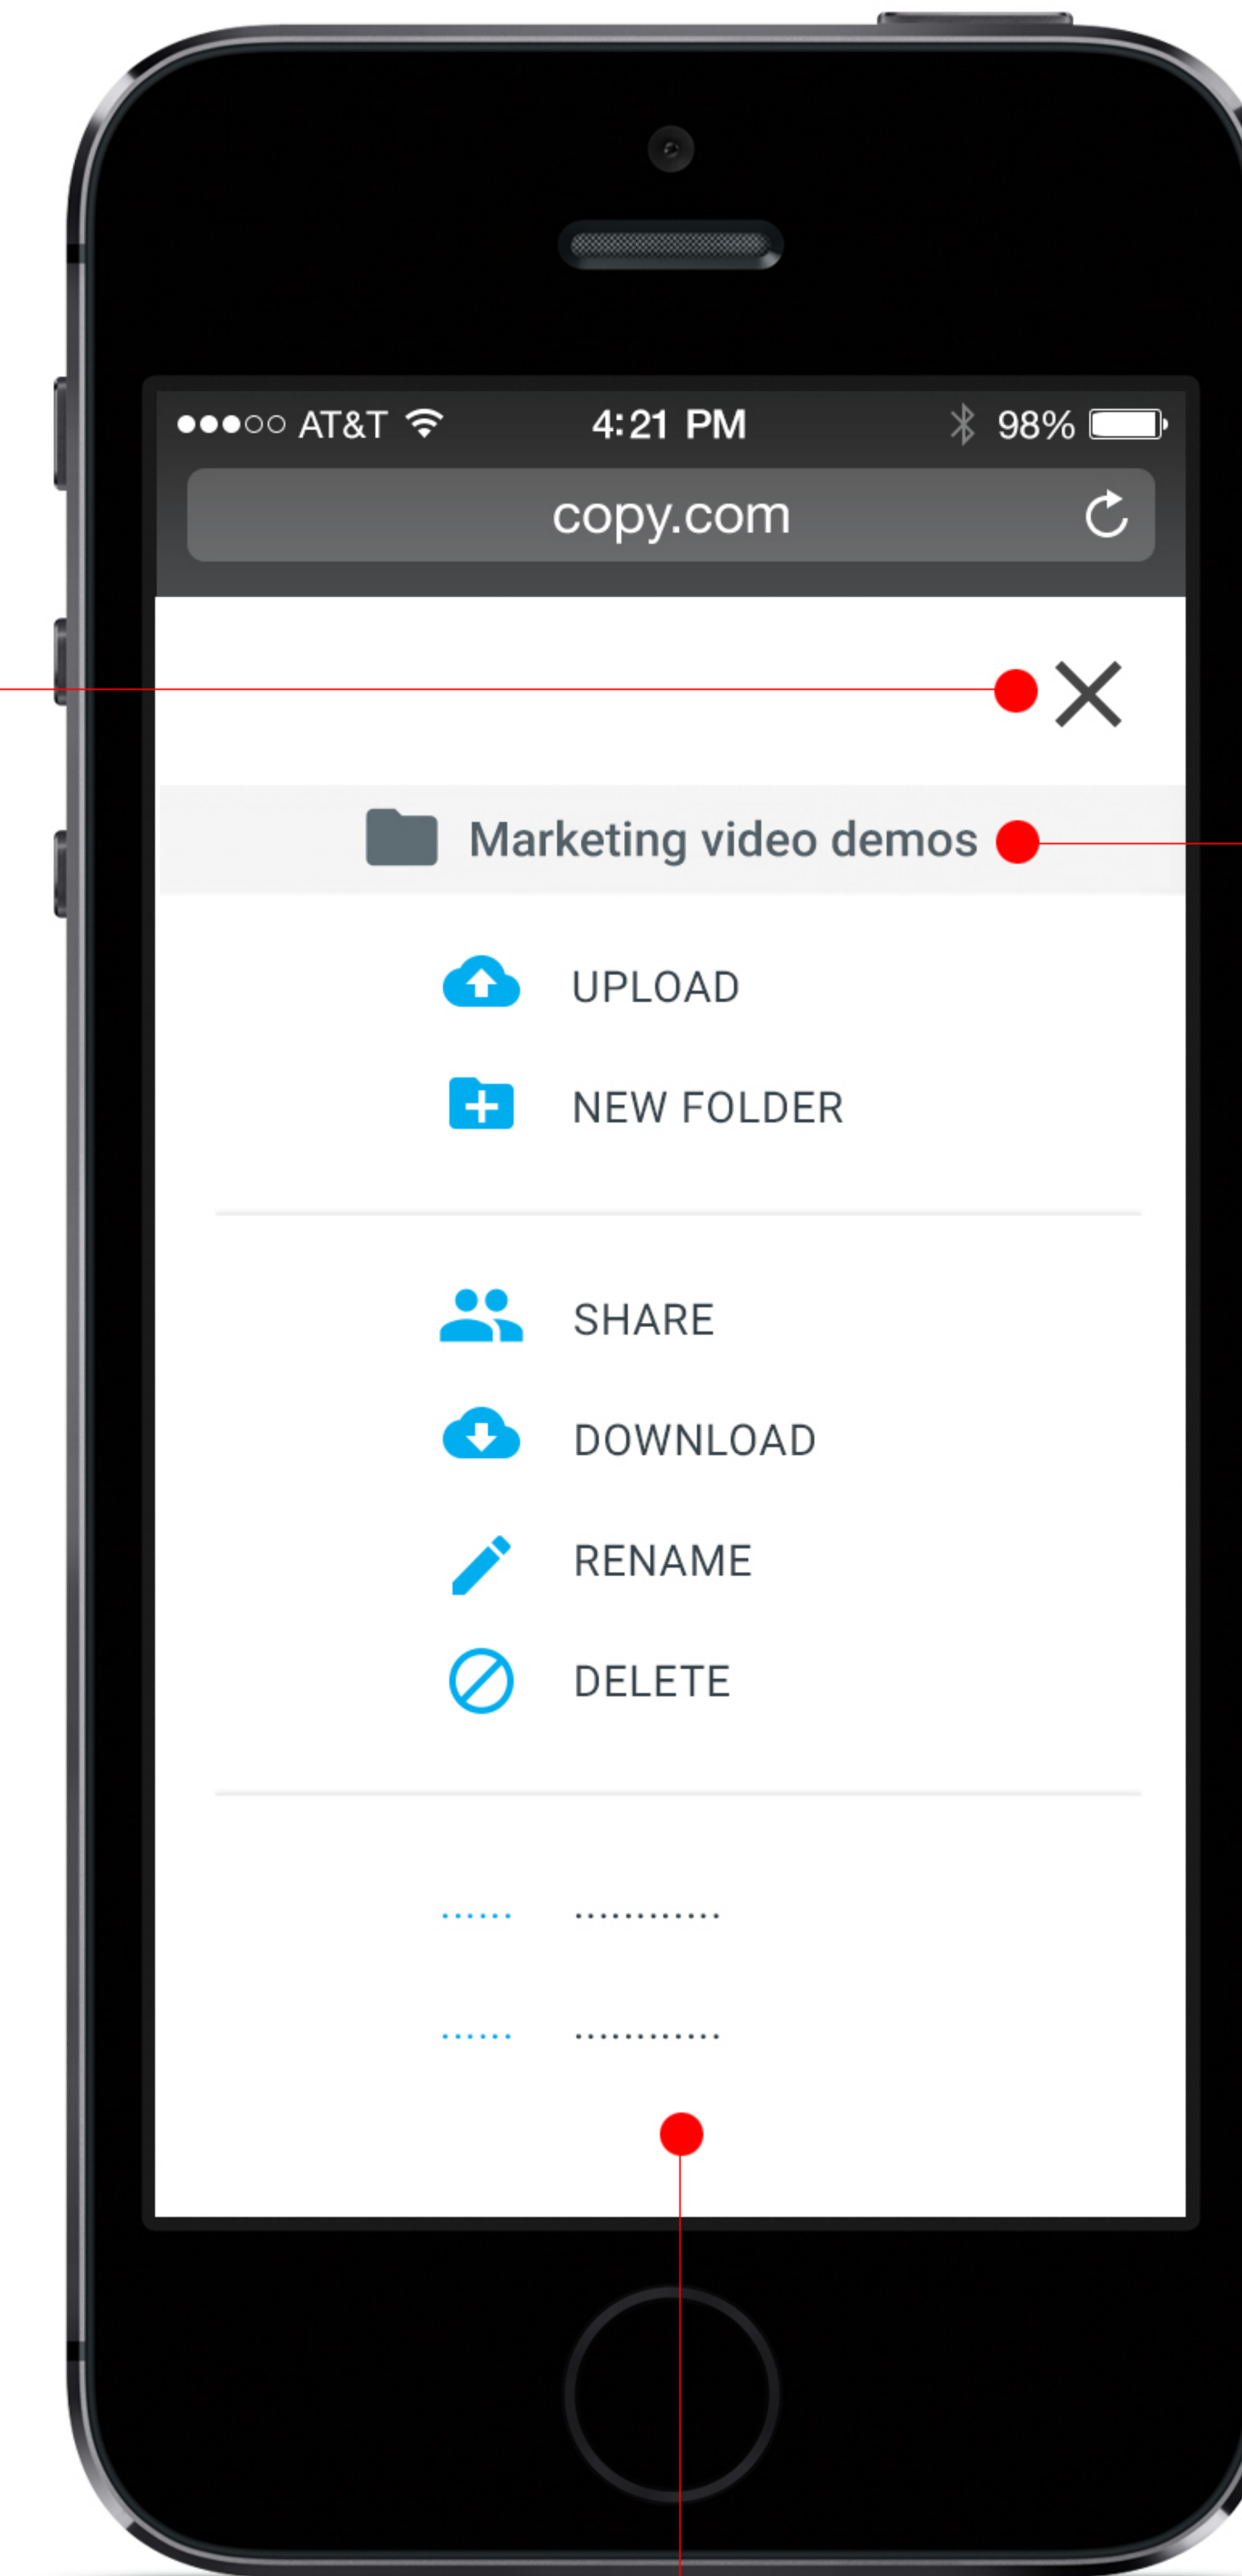 AT&T 4:21 PM 98%
copy.com
Marketing video demos
UPLOAD
NEW FOLDER
SHARE
DOWNLOAD
RENAME
DELETE